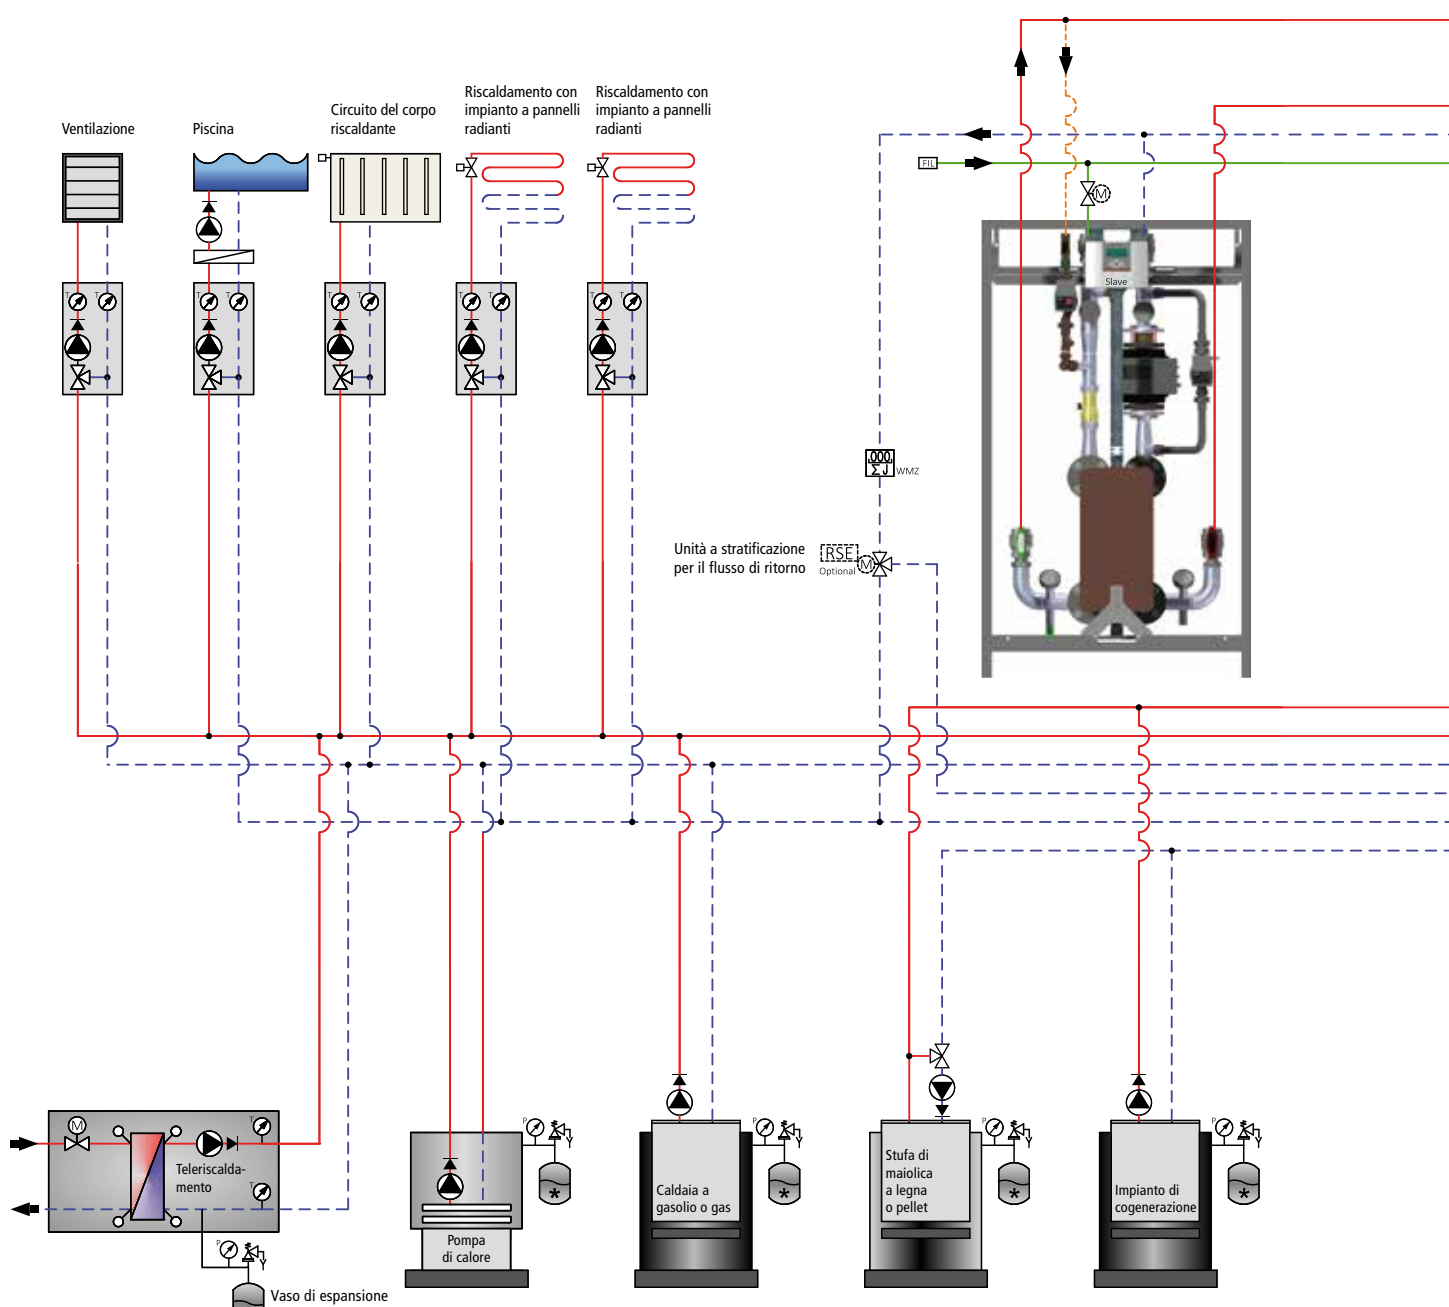 Ventilazione
Piscina
Circuito del corpo
riscaldante
Riscaldamento con
impianto a pannelli
radianti
Riscaldamento con
impianto a pannelli
radianti
FIL
M
Slave
T T
T T
T T
T T
T T
000
Σ J
WMZ
Unità a stratificazione
per il flusso di ritorno
RSE
Optional
M
M
T
Teleriscalda-
mento
T
P
Vaso di espansione
P
Pompa
di calore
P
Caldaia a
gasolio o gas
P
Stufa di
maiolica
a legna
o pellet
P
Impianto di
cogenerazione